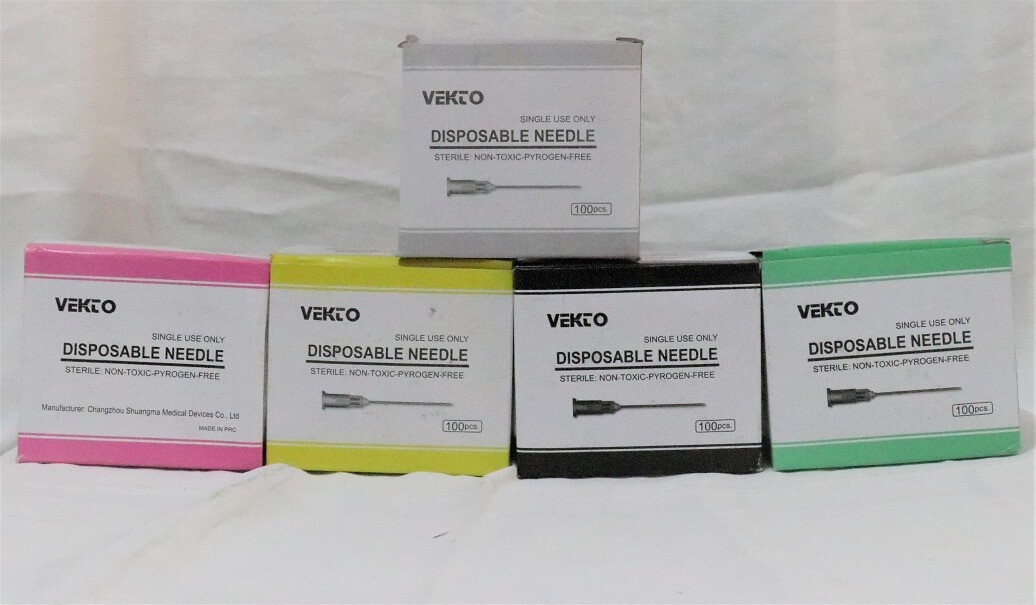 VEKTO
SINGLE USE ONLY
DISPOSABLE NEEDLE
STERILE: NON-TOXIC-PYROGEN-FREE
100pcs.
VEKTO
SINGLE USE ONLY
DISPOSABLE NEEDLE
STERILE: NON-TOXIC-PYROGEN-FREE
Manufacturer: Changzhou Shuangma Medical Devices Co., Ltd
MADE IN PRC
VEKTO
SINGLE USE ONLY
DISPOSABLE NEEDLE
STERILE: NON-TOXIC-PYROGEN-FREE
100pcs.
VEKTO
SINGLE USE ONLY
DISPOSABLE NEEDLE
STERILE: NON-TOXIC-PYROGEN-FREE
100pcs.
VEKTO
SINGLE USE ONLY
DISPOSABLE NEEDLE
STERILE: NON-TOXIC-PYROGEN-FREE
100pcs.